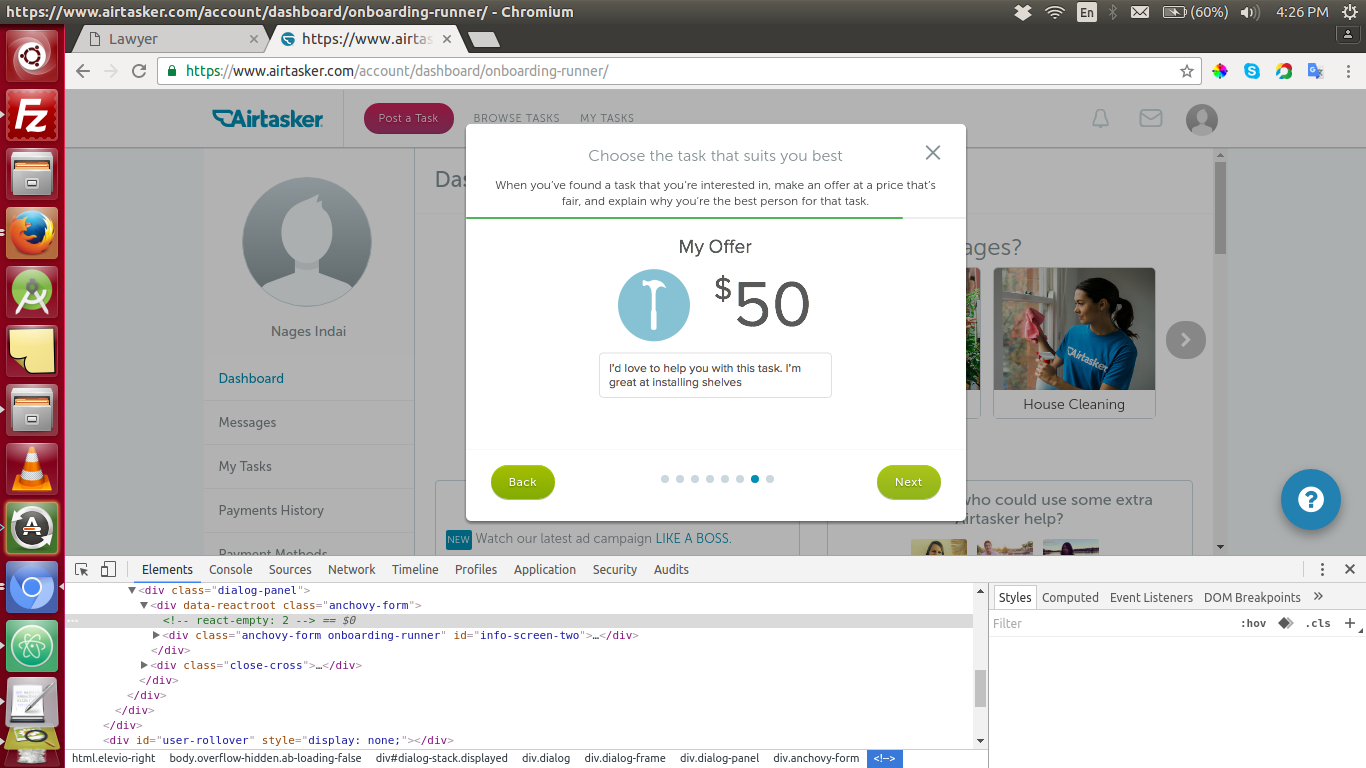 https://www.airtasker.com/account/dashboard/onboarding-runner/ - Chromium
En
(60%)
4:26 PM
Lawyer
https://www.airtas
https://www.airtasker.com/account/dashboard/onboarding-runner/
Airtasker
Post a Task
BROWSE TASKS
MY TASKS
Nages Indai
Dashboard
Messages
My Tasks
Payments History
Payment Methods
Choose the task that suits you best
When you've found a task that you're interested in, make an offer at a price that's
fair, and explain why you're the best person for that task.
My Offer
$50
I'd love to help you with this task. I'm
great at installing shelves
Back
Next
ages?
Airtasker
House Cleaning
NEW Watch our latest ad campaign LIKE A BOSS.
who could use some extra
Airtasker help?
?
Elements Console Sources Network Timeline Profiles Application Security Audits
<div class="dialog-panel">
<div data-reactroot class="anchovy-form">
<!-- react-empty: 2 --> == $0
<div class="anchovy-form onboarding-runner" id="info-screen-two">…</div>
</div>
<div class="close-cross">…</div>
</div>
</div>
</div>
</div>
<div id="user-rollover" style="display: none;"></div>
html.elevio-right body.overflow-hidden.ab-loading-false div#dialog-stack.displayed div.dialog div.dialog-frame div.dialog-panel div.anchovy-form <!-->
Styles Computed Event Listeners DOM Breakpoints »
Filter
:hov .cls +